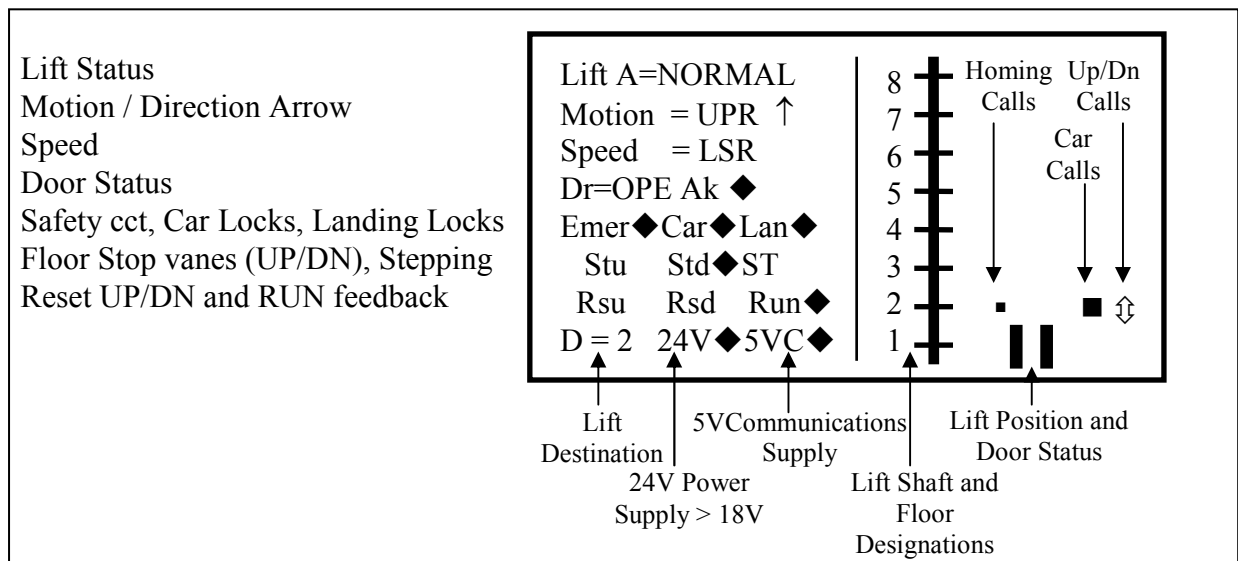 Lift Status
Motion / Direction Arrow
Speed
Door Status
Safety cct, Car Locks, Landing Locks
Floor Stop vanes (UP/DN), Stepping
Reset UP/DN and RUN feedback
Lift A=NORMAL
Motion = UPR ↑
Speed = LSR
Dr=OPE Ak ◆
Emer◆ Car◆ Lan◆
Stu Std◆ ST
Rsu Rsd Run◆
D = 2 24V◆ 5VC◆
8
7
6
5
4
3
2
1
Homing
Calls
Up/Dn
Calls
Car
Calls
Lift
Destination
24V Power
Supply > 18V
5VCommunications
Supply
Lift Shaft and
Floor
Designations
Lift Position and
Door Status